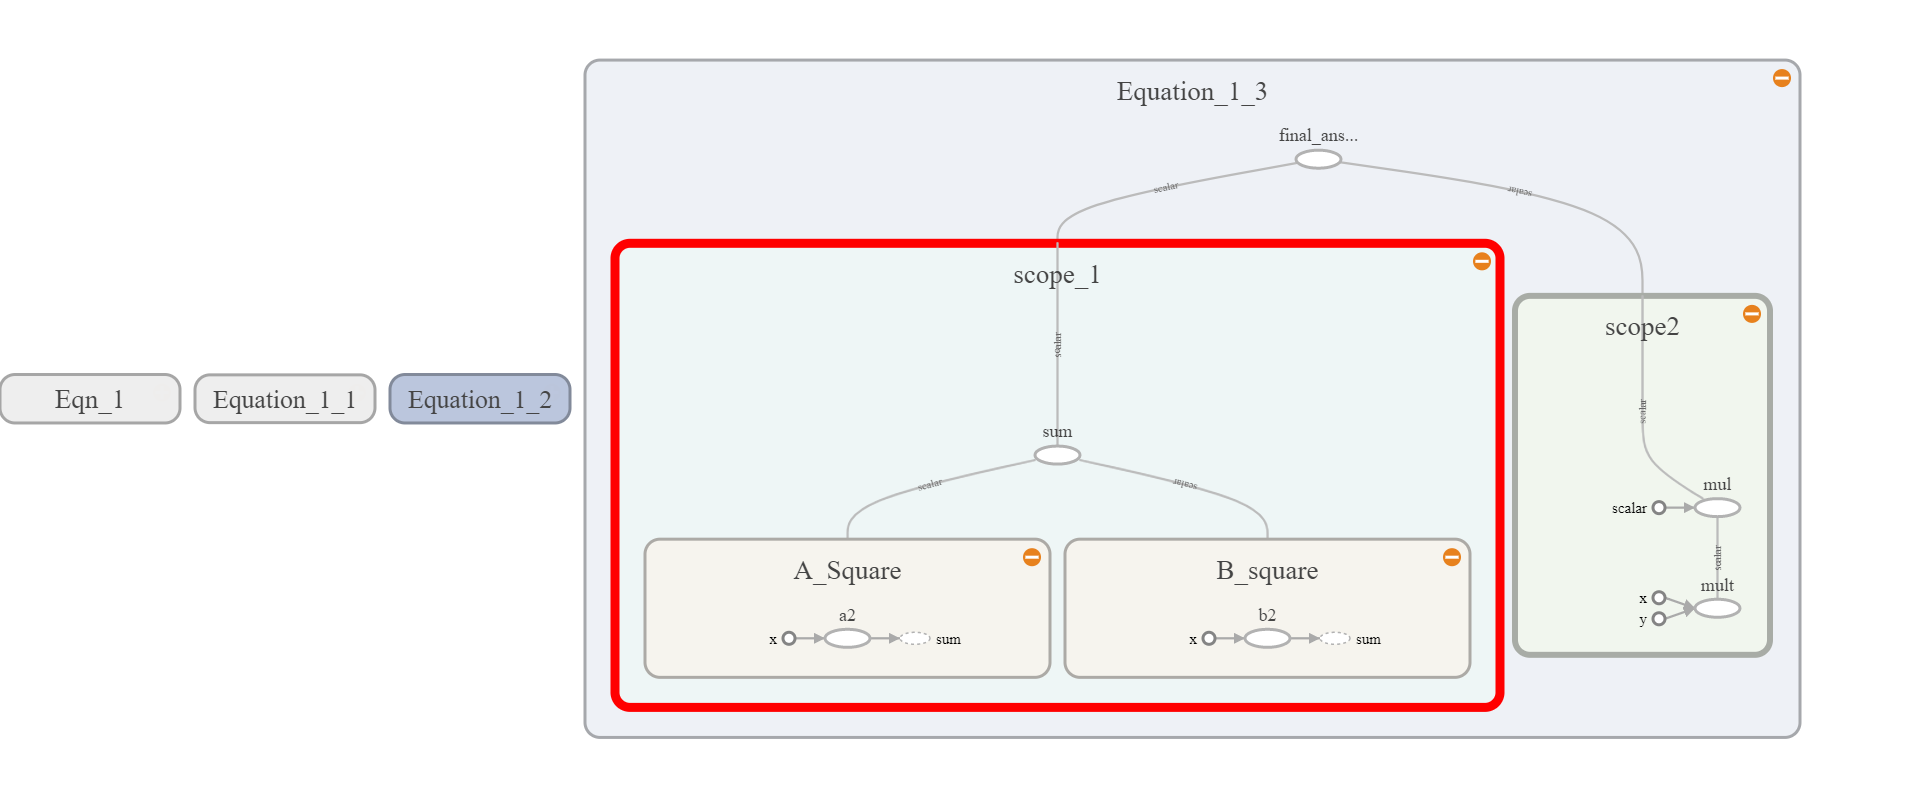 Equation_1_3
final_ans...
scalar
scalar
scope_1
scope2
scalar
Eqn_1
Equation_1_1
Equation_1_2
scalar
sum
scalar
scalar
mul
scalar
A_Square
B_square
scalar
mult
a2
b2
x
y
x
sum
x
sum